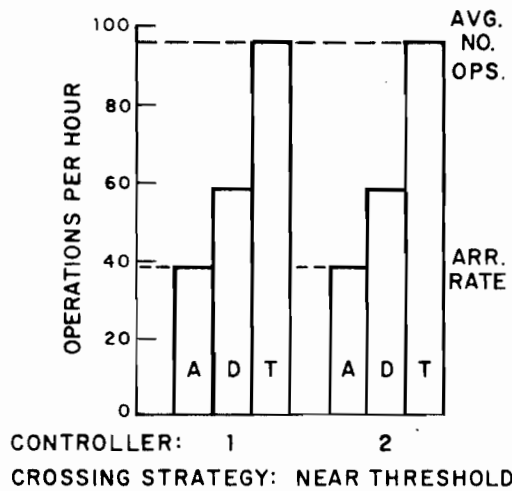 AVG.
NO.
OPS.
100
80
60
40
20
0
OPERATIONS PER HOUR
ARR.
RATE
A D T A D T
CONTROLLER: 1 2
CROSSING STRATEGY: NEAR THRESHOLD